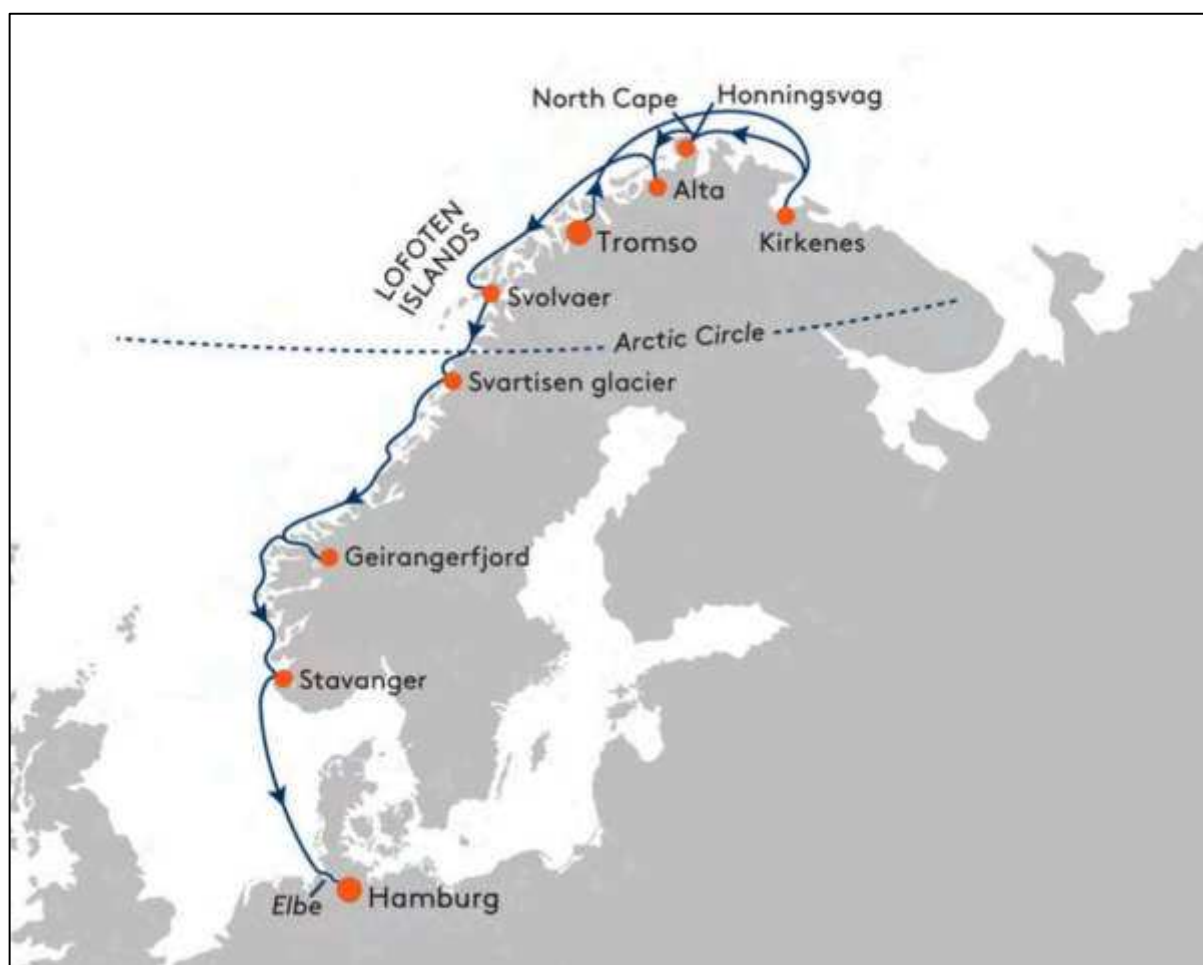 North Cape
Honningsvag
Alta
Tromso
Kirkenes
LOFOTEN
ISLANDS
Svolvaer
Arctic Circle
Svartisen glacier
Geirangerfjord
Stavanger
Elbe
Hamburg